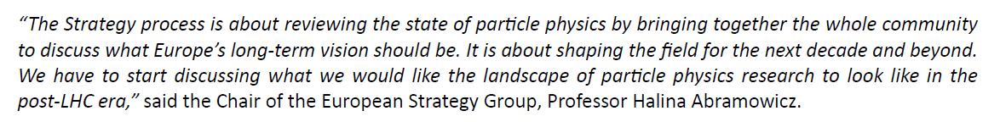 “The Strategy process is about reviewing the state of particle physics by bringing together the whole community
to discuss what Europe’s long-term vision should be. It is about shaping the field for the next decade and beyond.
We have to start discussing what we would like the landscape of particle physics research to look like in the
post-LHC era,” said the Chair of the European Strategy Group, Professor Halina Abramowicz.